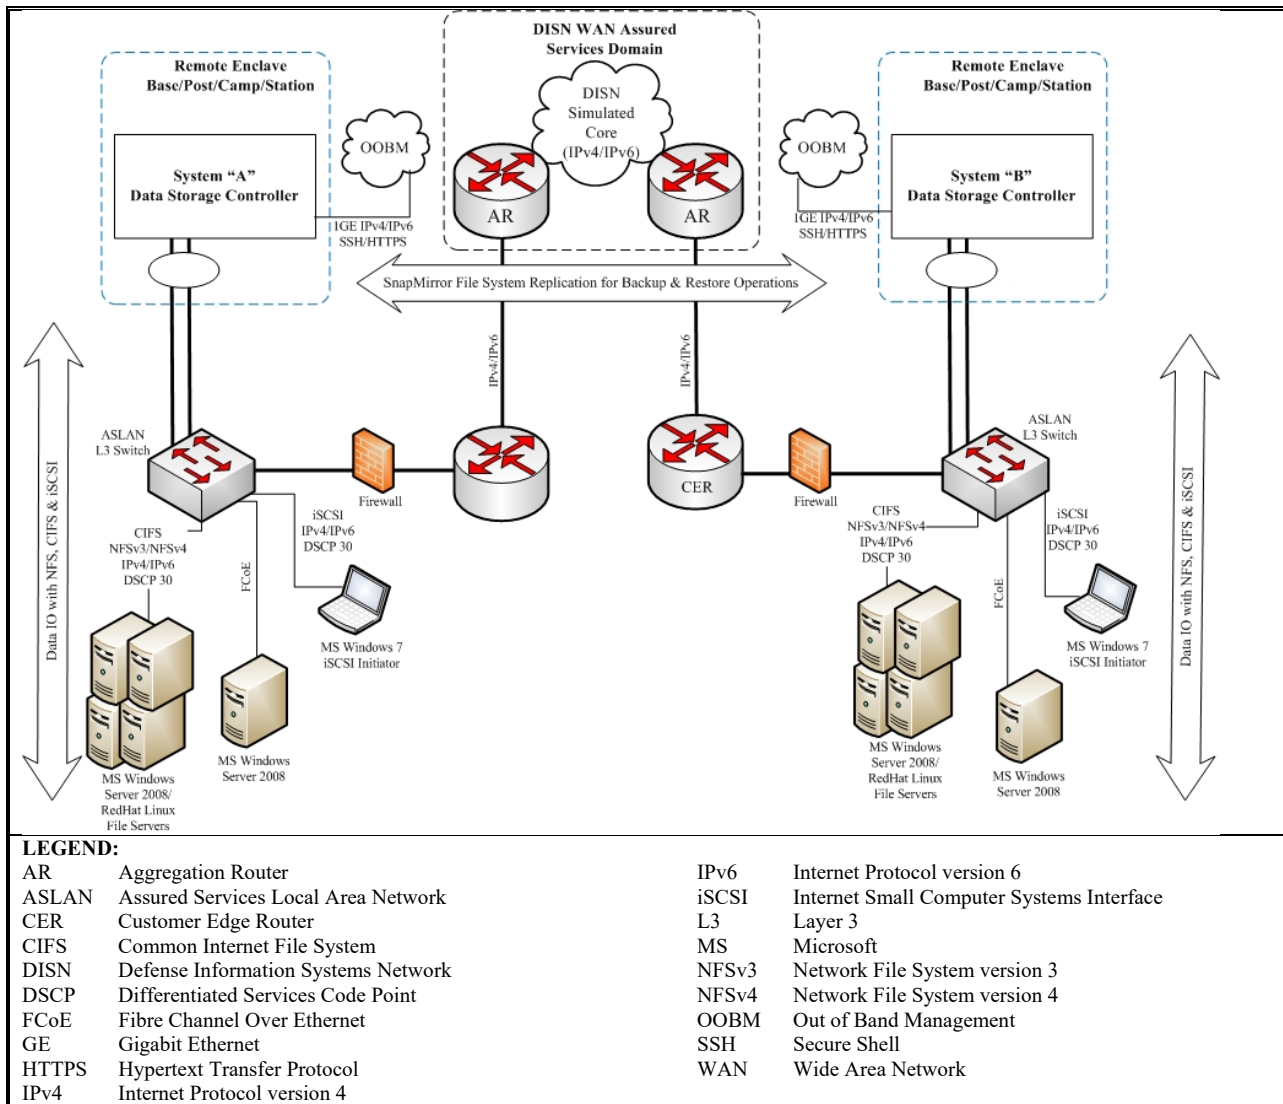 DISN WAN Assured
Services Domain
Remote Enclave
Base/Post/Camp/Station
System “A”
Data Storage Controller
OOBM
1GE IPv4/IPv6
SSH/HTTPS
DISN
Simulated
Core
(IPv4/IPv6)
AR
AR
OOBM
1GE IPv4/IPv6
SSH/HTTPS
Remote Enclave
Base/Post/Camp/Station
System “B”
Data Storage Controller
SnapMirror File System Replication for Backup & Restore Operations
IPv4/IPv6
IPv4/IPv6
Data IO with NFS, CIFS & iSCSI
ASLAN
L3 Switch
Firewall
CER
Firewall
ASLAN
L3 Switch
Data IO with NFS, CIFS & iSCSI
CIFS
NFSv3/NFSv4
IPv4/IPv6
DSCP 30
FCoE
iSCSI
IPv4/IPv6
DSCP 30
MS Windows 7
iSCSI Initiator
MS Windows
Server 2008
MS Windows
Server 2008/
RedHat Linux
File Servers
CIFS
NFSv3/NFSv4
IPv4/IPv6
DSCP 30
FCoE
iSCSI
IPv4/IPv6
DSCP 30
MS Windows 7
iSCSI Initiator
MS Windows
Server 2008/
RedHat Linux
File Servers
MS Windows
Server 2008
LEGEND:
AR Aggregation Router
ASLAN Assured Services Local Area Network
CER Customer Edge Router
CIFS Common Internet File System
DISN Defense Information Systems Network
DSCP Differentiated Services Code Point
FCoE Fibre Channel Over Ethernet
GE Gigabit Ethernet
HTTPS Hypertext Transfer Protocol
IPv4 Internet Protocol version 4
IPv6 Internet Protocol version 6
iSCSI Internet Small Computer Systems Interface
L3 Layer 3
MS Microsoft
NFSv3 Network File System version 3
NFSv4 Network File System version 4
OOBM Out of Band Management
SSH Secure Shell
WAN Wide Area Network